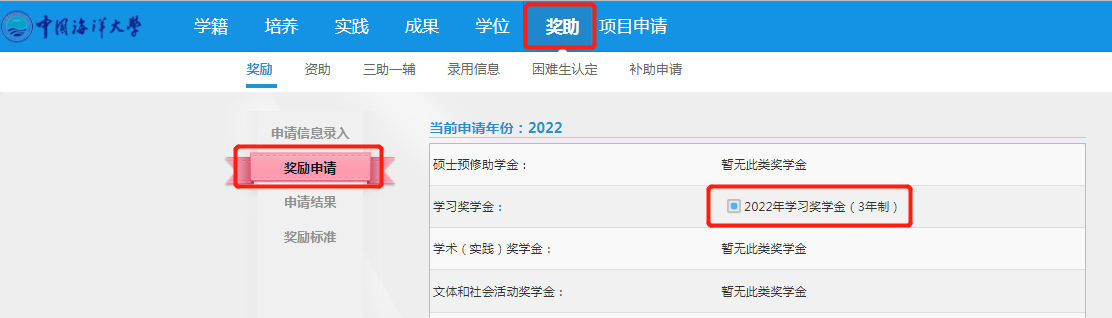 中国海洋大学 学籍 培养 实践 成果 学位 奖助 项目申请
奖励 资助 三助一辅 录用信息 困难生认定 补助申请
申请信息录入
奖励申请
申请结果
奖励标准
当前申请年份：2022
硕士预修助学金： 暂无此类奖学金
学习奖学金： 2022年学习奖学金（3年制）
学术（实践）奖学金： 暂无此类奖学金
文体和社会活动奖学金： 暂无此类奖学金